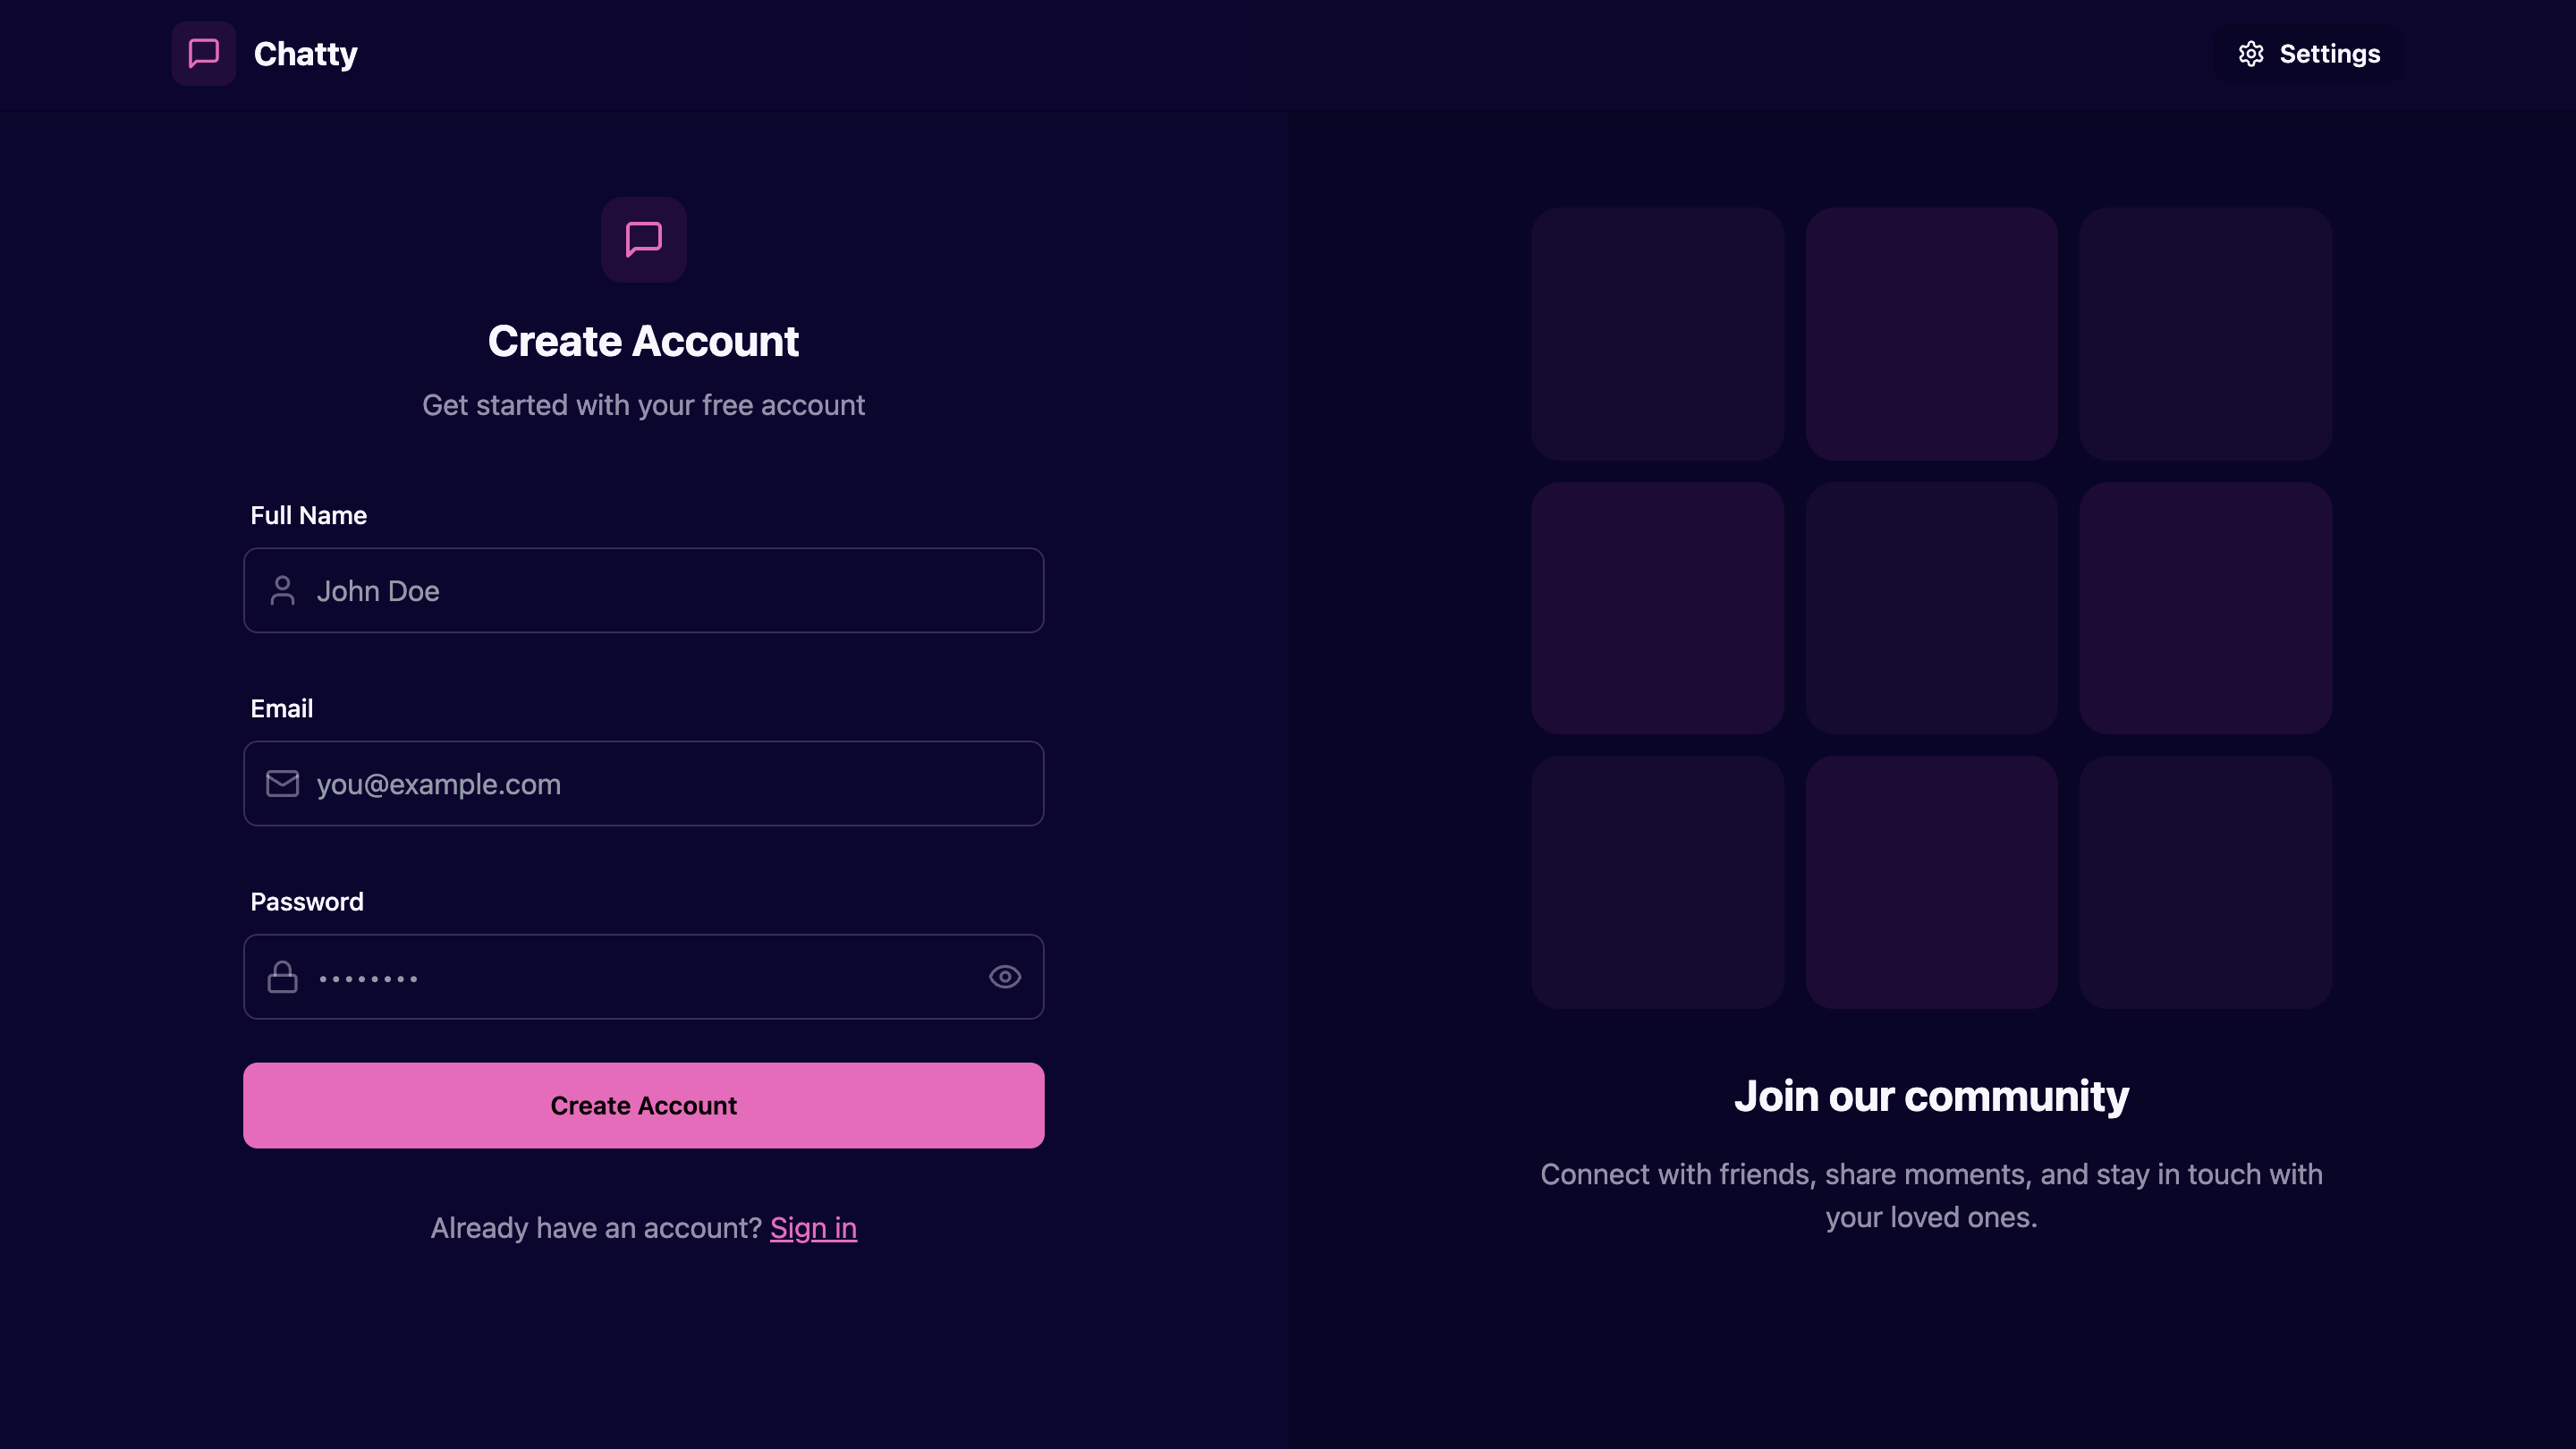 Chatty
Settings
Create Account
Get started with your free account
Full Name
John Doe
Email
you@example.com
Password
••••••••
Create Account
Already have an account? Sign in
Join our community
Connect with friends, share moments, and stay in touch with
your loved ones.